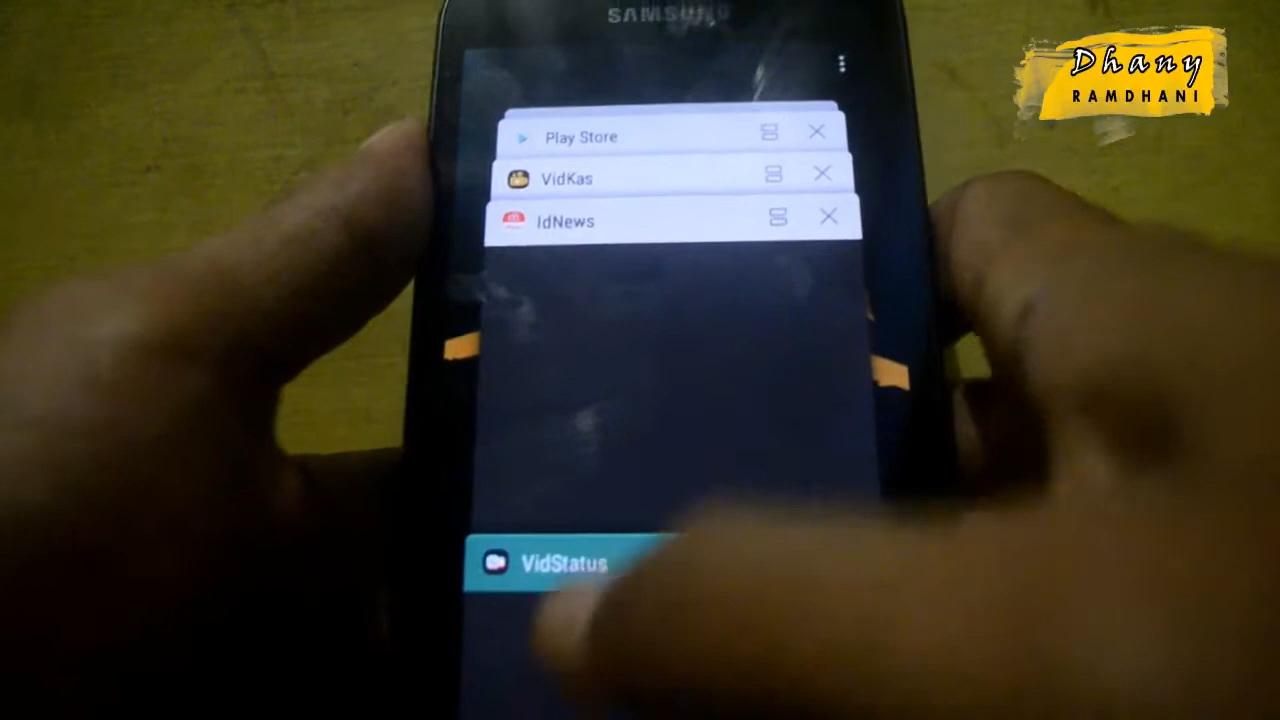 SAMSUNG
Dhany
RAMDHANI
Play Store
VidKas
IdNews
VidStatus